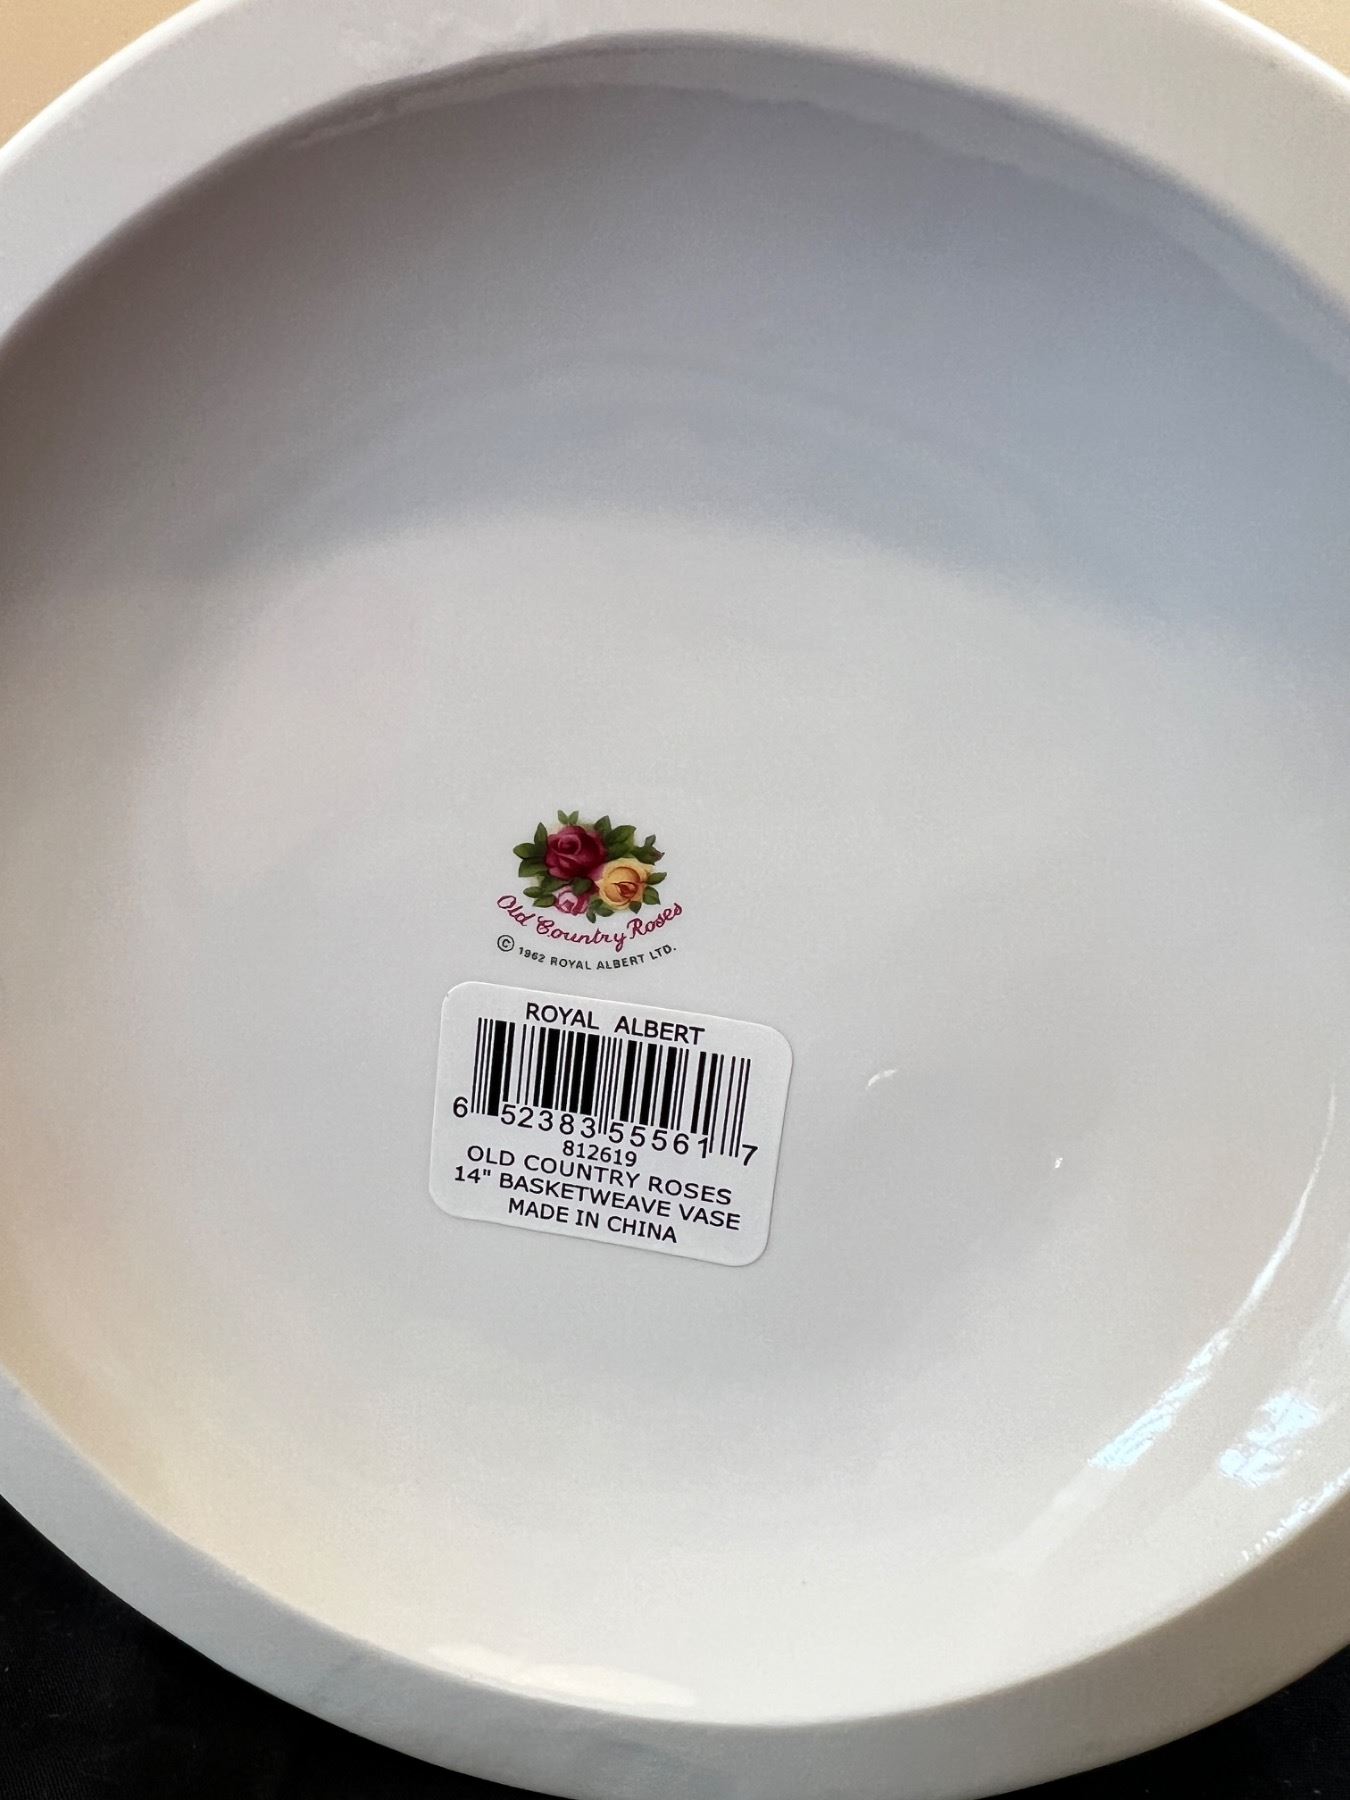 Old Country Roses
© 1962 ROYAL ALBERT LTD.
ROYAL ALBERT
6 52383 55561 7
812619
OLD COUNTRY ROSES
14" BASKETWEAVE VASE
MADE IN CHINA